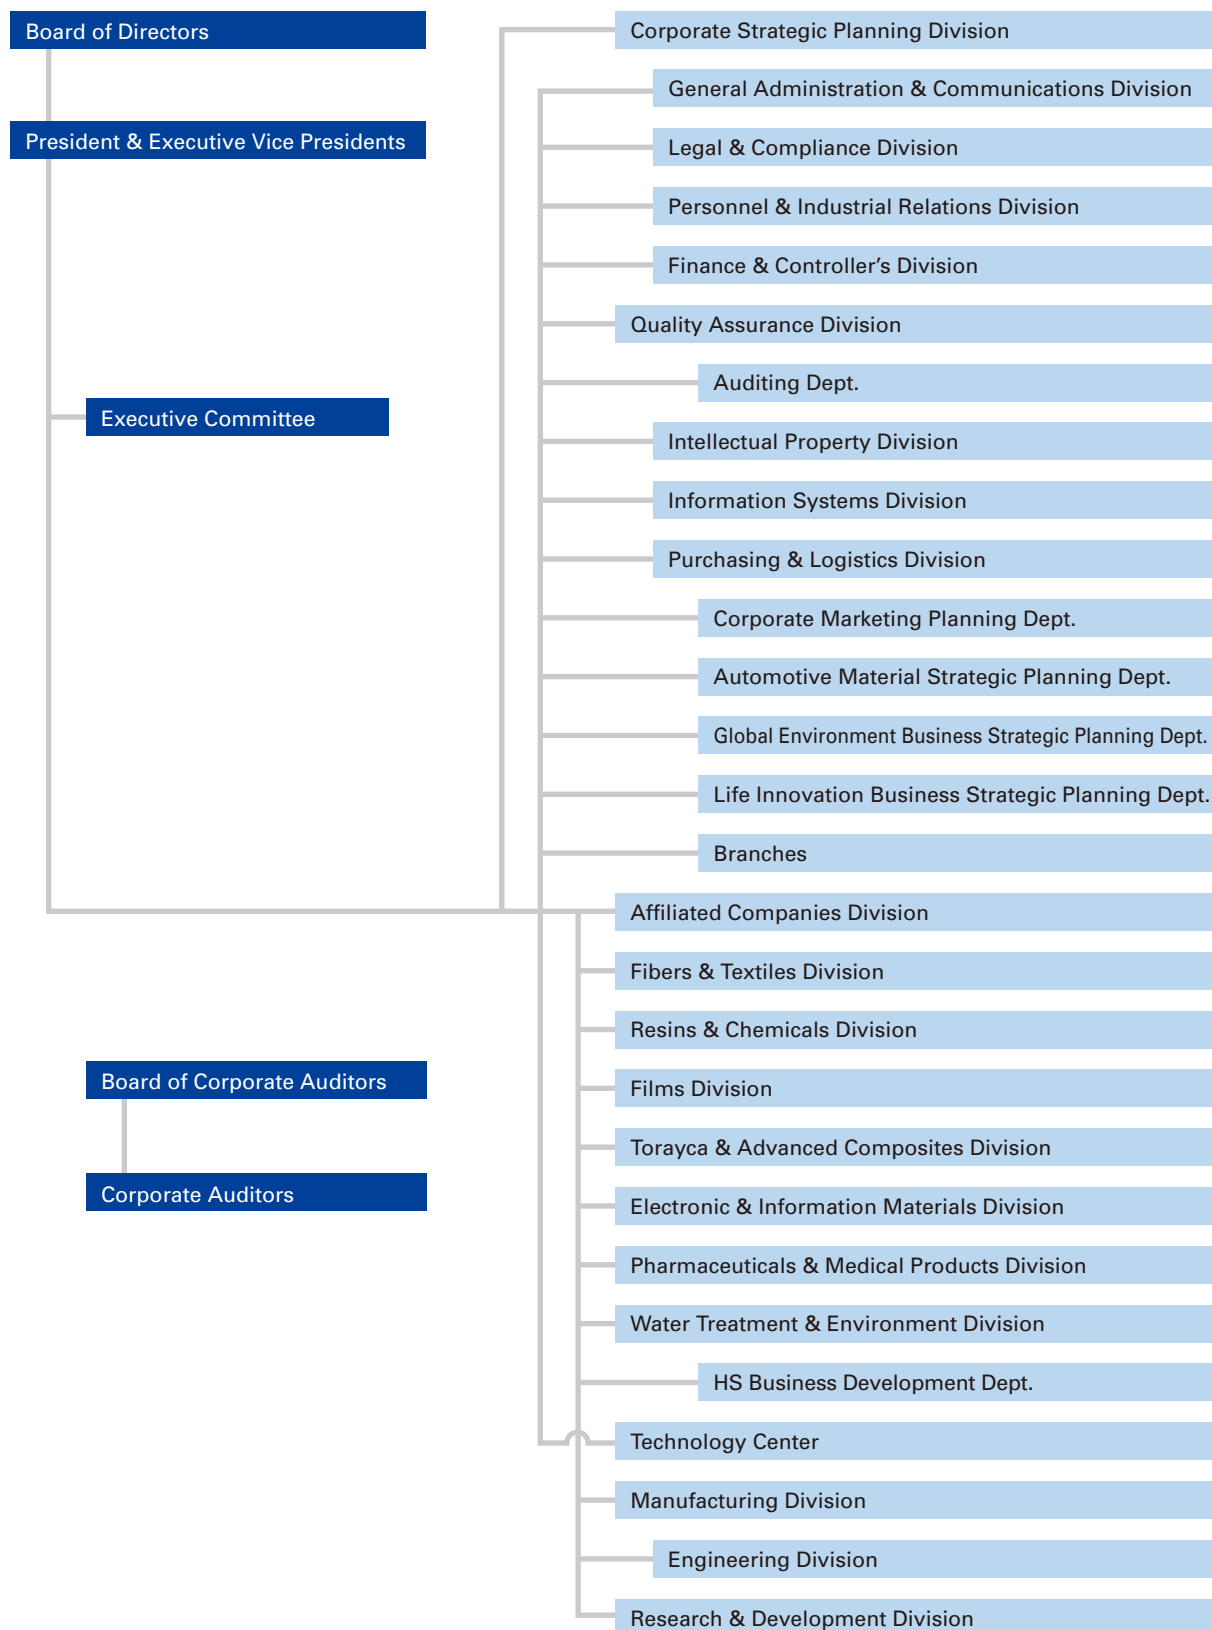 Board of Directors
President & Executive Vice Presidents
Executive Committee
Board of Corporate Auditors
Corporate Auditors
Corporate Strategic Planning Division
General Administration & Communications Division
Legal & Compliance Division
Personnel & Industrial Relations Division
Finance & Controller’s Division
Quality Assurance Division
Auditing Dept.
Intellectual Property Division
Information Systems Division
Purchasing & Logistics Division
Corporate Marketing Planning Dept.
Automotive Material Strategic Planning Dept.
Global Environment Business Strategic Planning Dept.
Life Innovation Business Strategic Planning Dept.
Branches
Affiliated Companies Division
Fibers & Textiles Division
Resins & Chemicals Division
Films Division
Torayca & Advanced Composites Division
Electronic & Information Materials Division
Pharmaceuticals & Medical Products Division
Water Treatment & Environment Division
HS Business Development Dept.
Technology Center
Manufacturing Division
Engineering Division
Research & Development Division